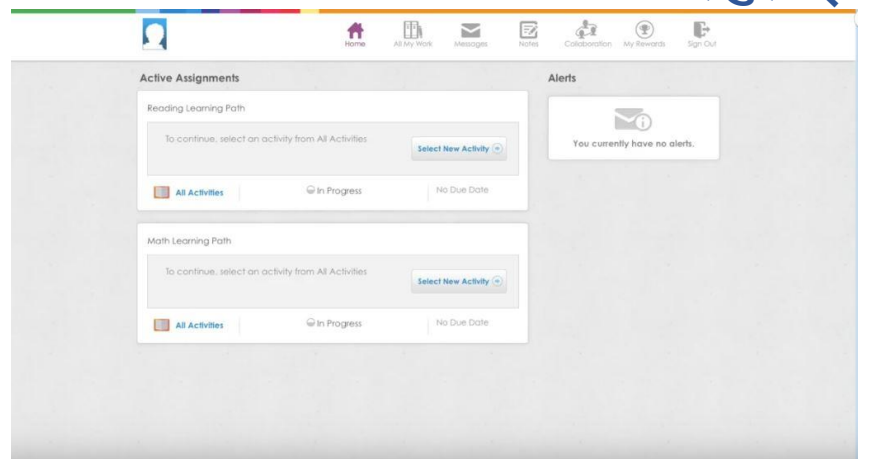 Home All My Work Messages Notes Collaboration My Rewards Sign Out
Active Assignments
Reading Learning Path
To continue, select an activity from All Activities
Select New Activity
All Activities In Progress No Due Date
Math Learning Path
To continue, select an activity from All Activities
Select New Activity
All Activities In Progress No Due Date
Alerts
You currently have no alerts.